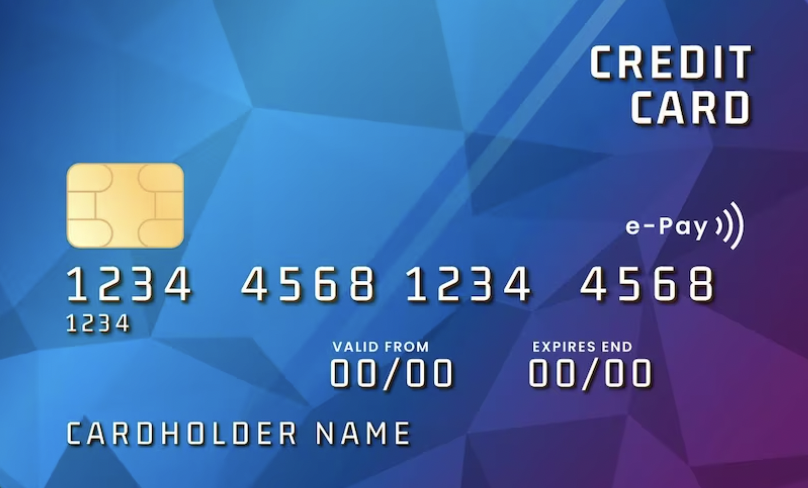 CREDIT
CARD
e-Pay
1234 4568 1234 4568
1234
VALID FROM EXPIRES END
00/00 00/00
CARDHOLDER NAME